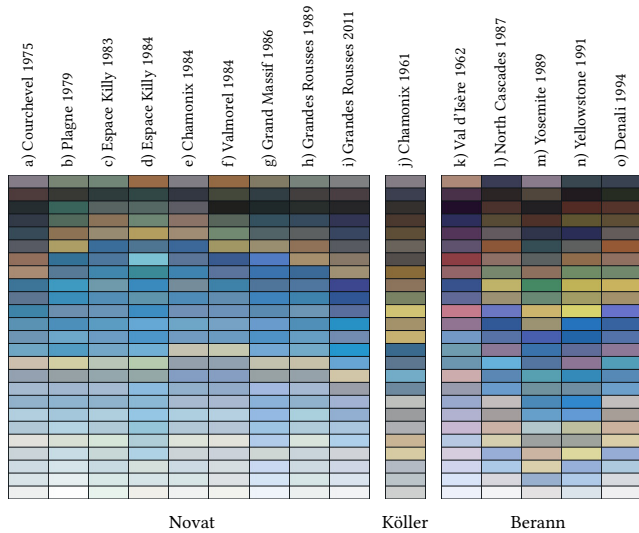 a) Courchevel 1975
b) Plagne 1979
c) Espace Killy 1983
d) Espace Killy 1984
e) Chamonix 1984
f) Valmorel 1984
g) Grand Massif 1986
h) Grandes Rousses 1989
i) Grandes Rousses 2011
j) Chamonix 1961
k) Val d'Isère 1962
l) North Cascades 1987
m) Yosemite 1989
n) Yellowstone 1991
o) Denali 1994
Novat
Köller
Berann